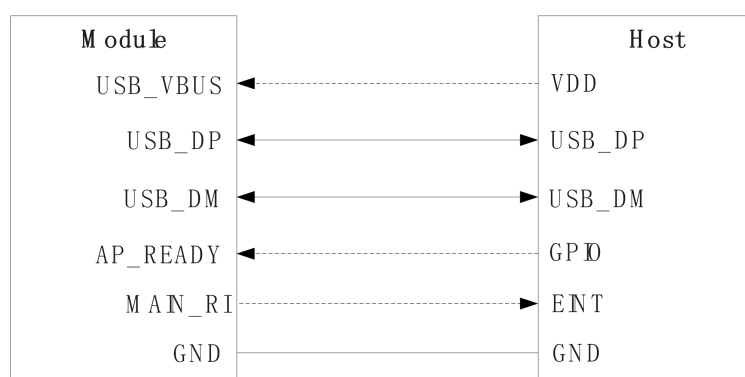 Module Host
USB_VBUS VDD
USB_DP USB_DP
USB_DM USB_DM
AP_READY GPIO
MAIN_RI EINT
GND GND